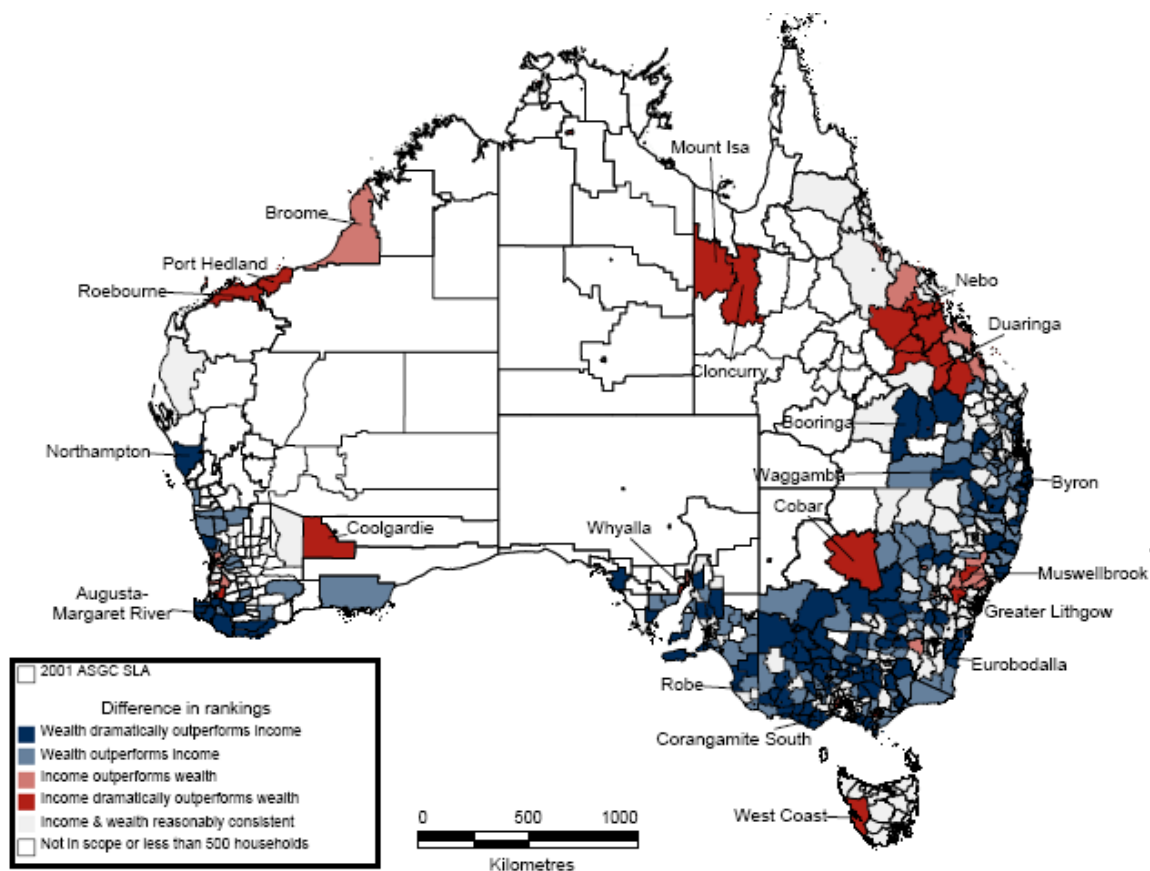 Mount Isa
Broome
Port Hedland
Roebourne
Nebo
Duaringa
Cloncurry
Booringa
Northampton
Waggamba
Byron
Cobar
Coolgardie
Whyalla
Augusta-
Margaret River
Muswellbrook
Greater Lithgow
Eurobodalla
Robe
Corangamite South
West Coast
2001 ASGC SLA
Difference in rankings
Wealth dramatically outperforms income
Wealth outperforms income
Income outperforms wealth
Income dramatically outperforms wealth
Income & wealth reasonably consistent
Not in scope or less than 500 households
0 500 1000
Kilometres